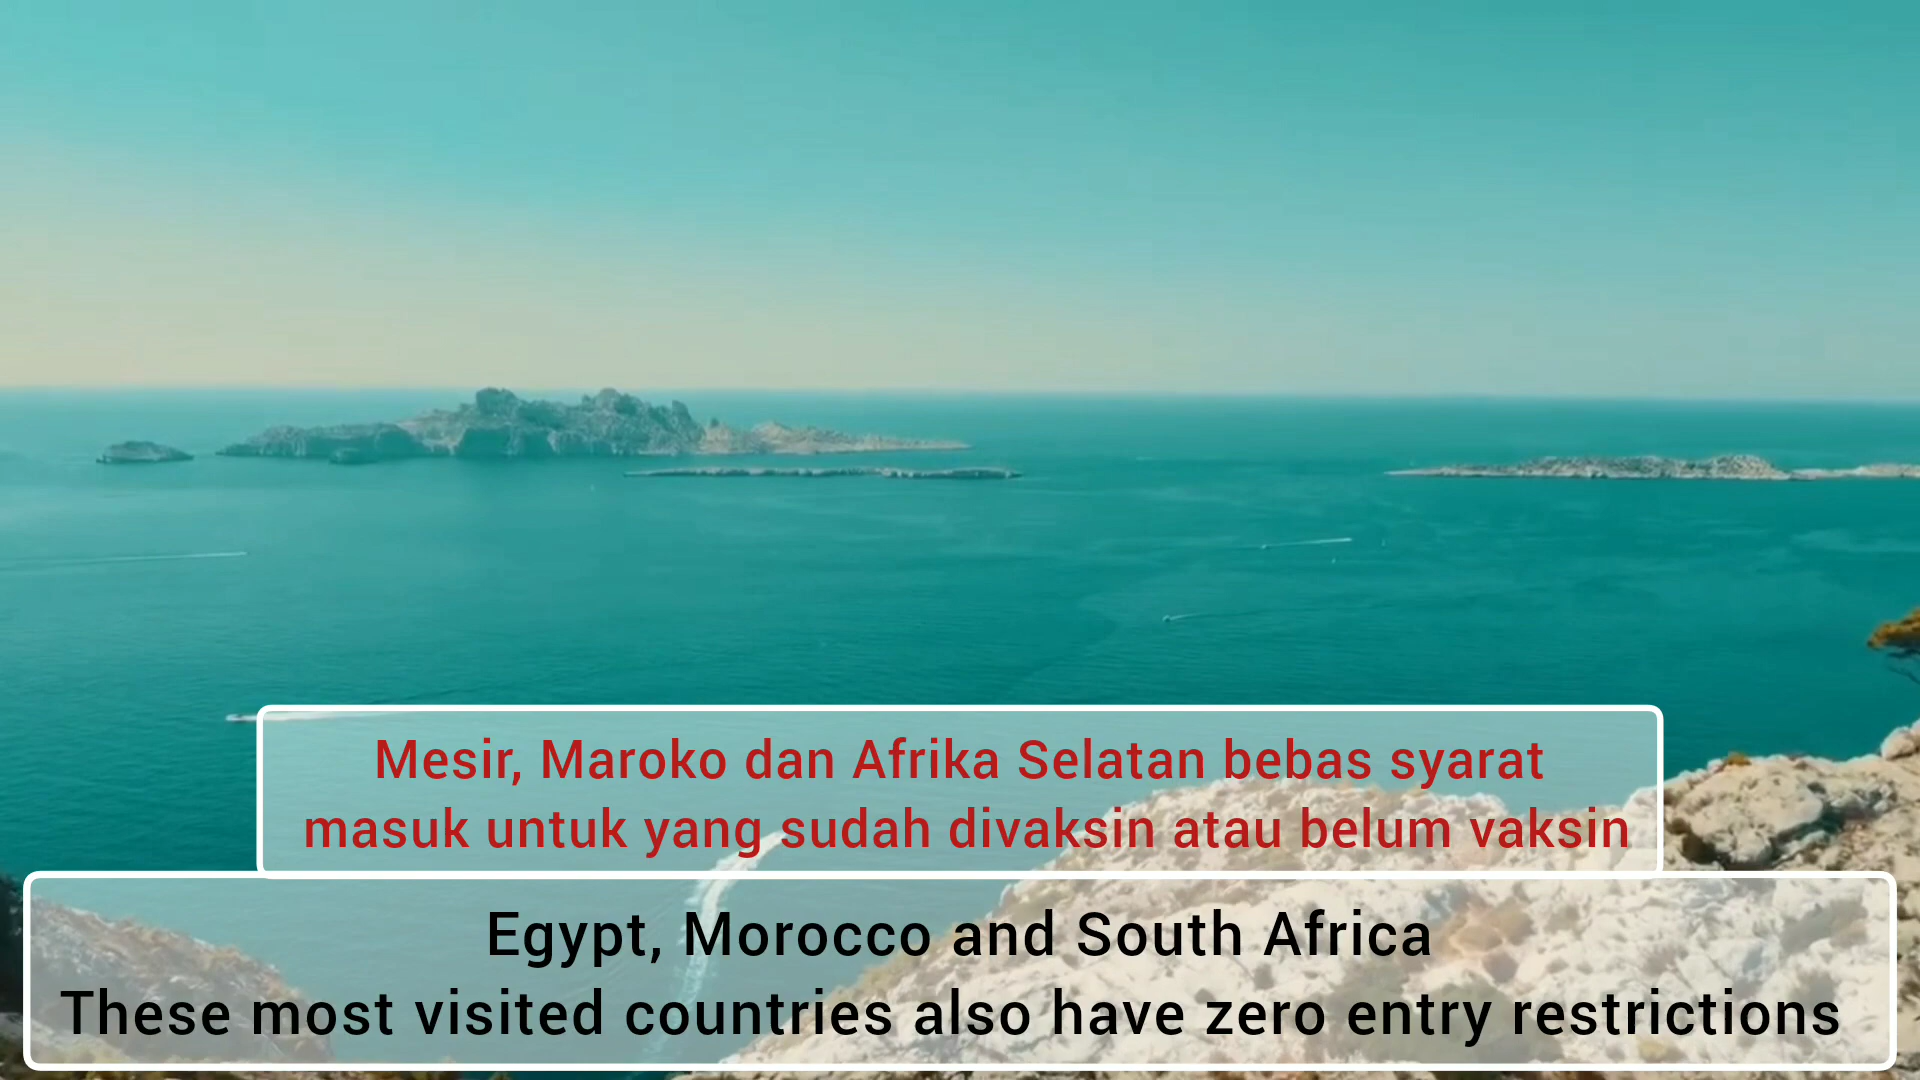 Mesir, Maroko dan Afrika Selatan bebas syarat
masuk untuk yang sudah divaksin atau belum vaksin
Egypt, Morocco and South Africa
These most visited countries also have zero entry restrictions